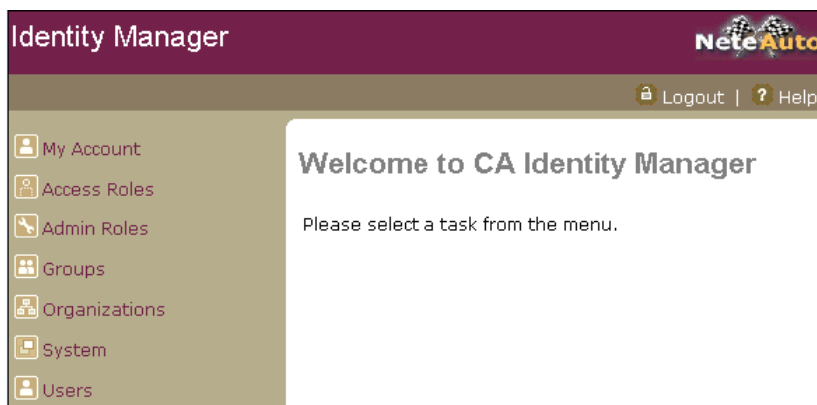 Identity Manager
NeteAuto
Logout | ? Help
My Account
Access Roles
Admin Roles
Groups
Organizations
System
Users
Welcome to CA Identity Manager
Please select a task from the menu.